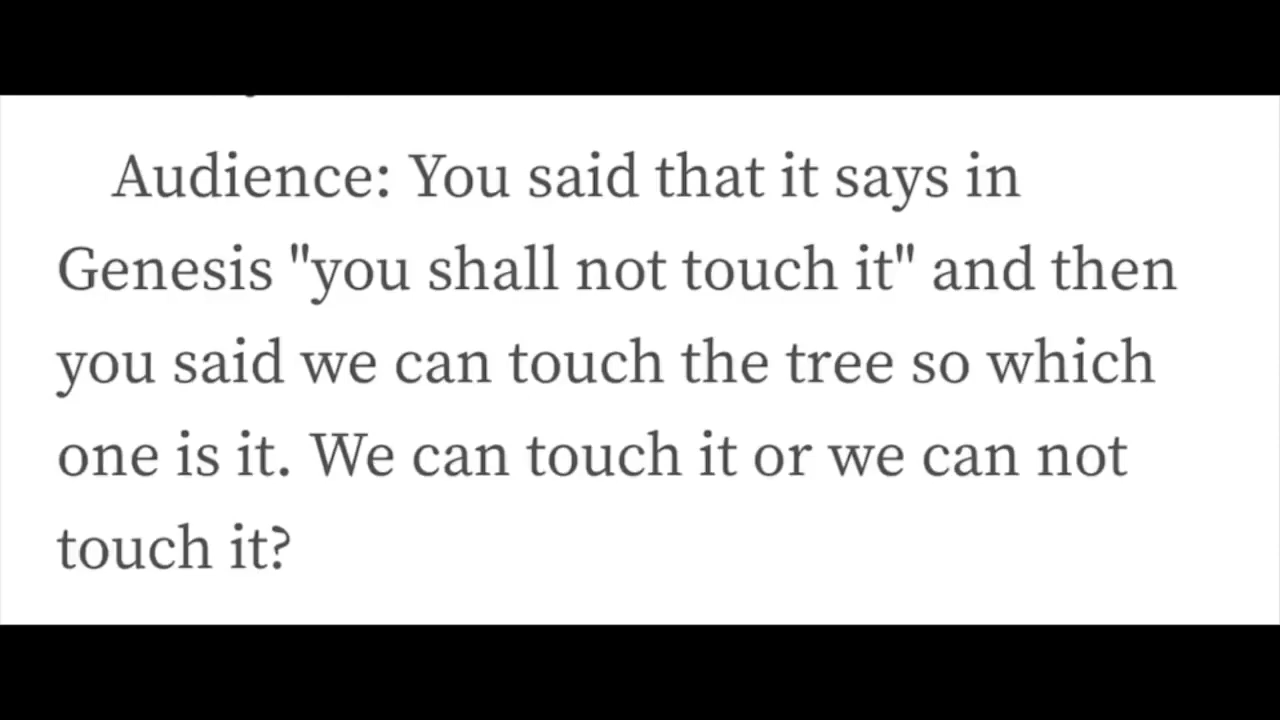 Audience: You said that it says in
Genesis "you shall not touch it" and then
you said we can touch the tree so which
one is it. We can touch it or we can not
touch it?